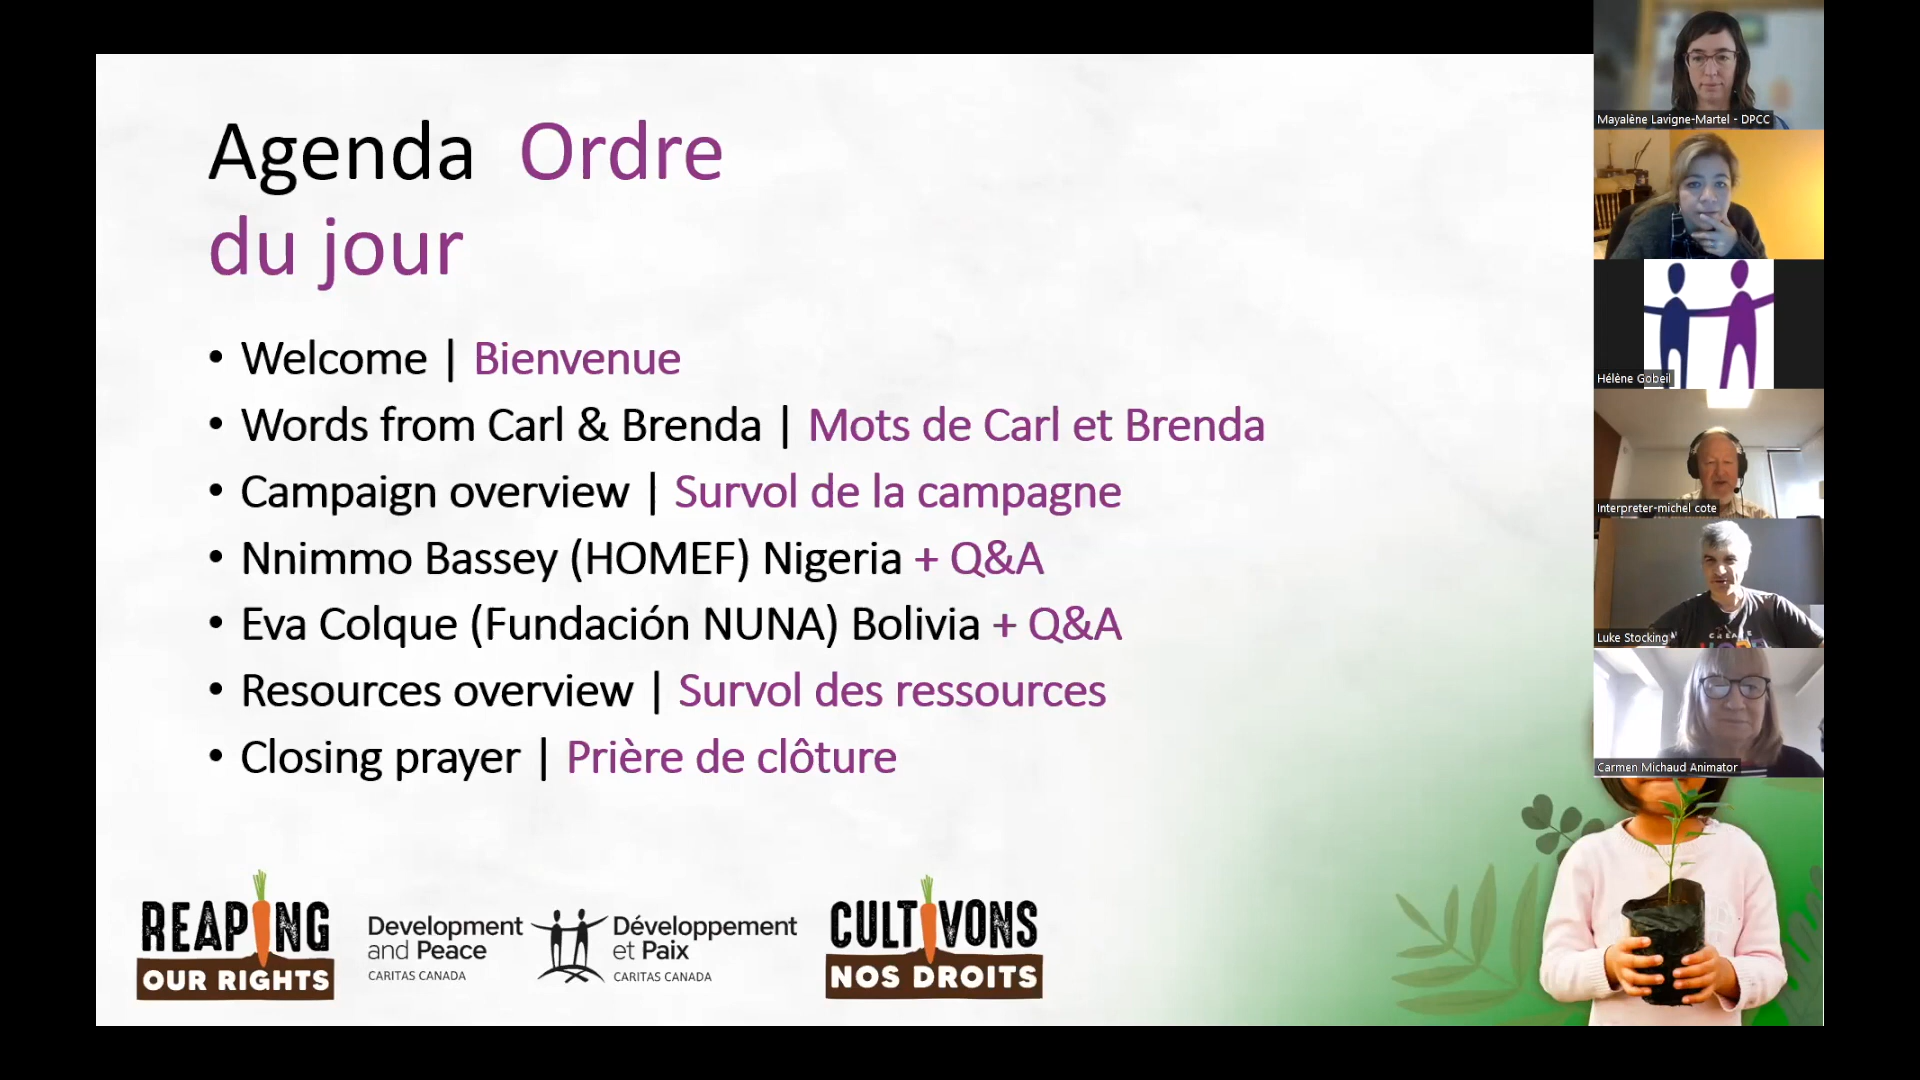 Agenda Ordre
du jour
• Welcome | Bienvenue
• Words from Carl & Brenda | Mots de Carl et Brenda
• Campaign overview | Survol de la campagne
• Nnimmo Bassey (HOMEF) Nigeria + Q&A
• Eva Colque (Fundación NUNA) Bolivia + Q&A
• Resources overview | Survol des ressources
• Closing prayer | Prière de clôture
REAPING
OUR RIGHTS
Development
and Peace
CARITAS CANADA
Développement
et Paix
CARITAS CANADA
CULTIVONS
NOS DROITS
Mayalène Lavigne-Martel - DPCC
Hélène Gobeil
Interpreter-michel cote
Luke Stocking
CREATE
Carmen Michaud Animator